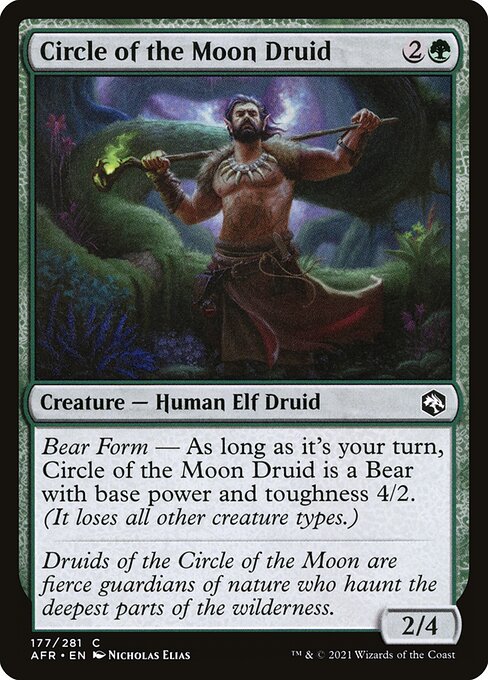 Circle of the Moon Druid 2
Creature — Human Elf Druid
Bear Form — As long as it's your turn,
Circle of the Moon Druid is a Bear
with base power and toughness 4/2.
(It loses all other creature types.)
Druids of the Circle of the Moon are
fierce guardians of nature who haunt the
deepest parts of the wilderness.
2/4
177/281 C
AFR • EN Nicholas Elias ™ & © 2021 Wizards of the Coast